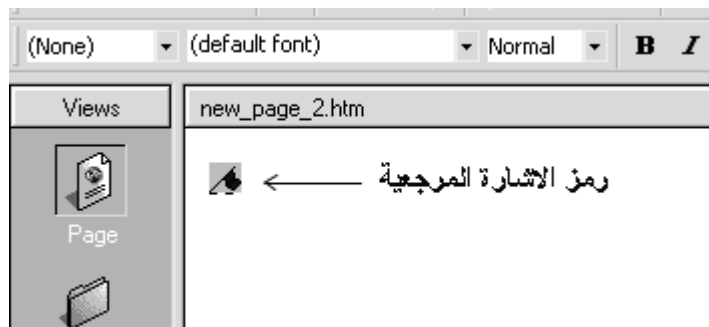 (None) (default font) Normal B I
Views new_page_2.htm
رمز الاشارة المرجعية
Page